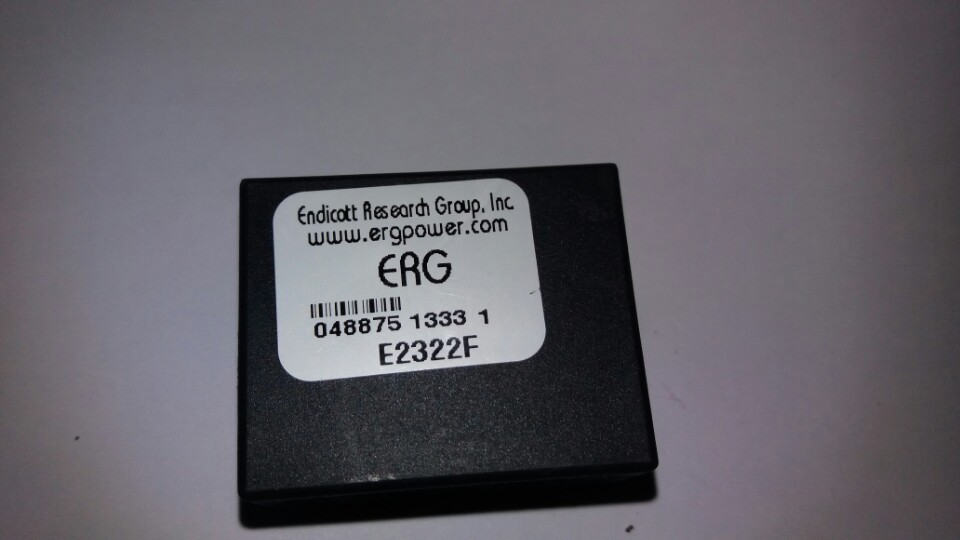 Endicott Research Group, Inc
www.ergpower.com
ERG
048875 1333 1
E2322F